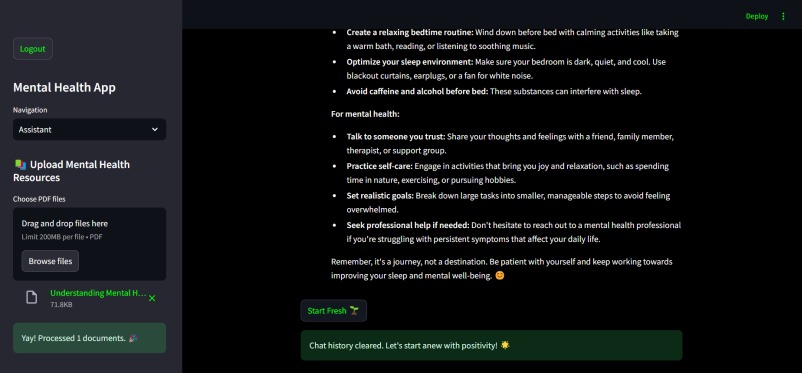 Deploy
Logout
Mental Health App
Navigation
Assistant
Upload Mental Health
Resources
Choose PDF files
Drag and drop files here
Limit 200MB per file • PDF
Browse files
Understanding Mental H...
71.8KB
Yay! Processed 1 documents. 🎉
• Create a relaxing bedtime routine: Wind down before bed with calming activities like taking
a warm bath, reading, or listening to soothing music.
• Optimize your sleep environment: Make sure your bedroom is dark, quiet, and cool. Use
blackout curtains, earplugs, or a fan for white noise.
• Avoid caffeine and alcohol before bed: These substances can interfere with sleep.
For mental health:
• Talk to someone you trust: Share your thoughts and feelings with a friend, family member,
therapist, or support group.
• Practice self-care: Engage in activities that bring you joy and relaxation, such as spending
time in nature, exercising, or pursuing hobbies.
• Set realistic goals: Break down large tasks into smaller, manageable steps to avoid feeling
overwhelmed.
• Seek professional help if needed: Don't hesitate to reach out to a mental health professional
if you're struggling with persistent symptoms that affect your daily life.
Remember, it's a journey, not a destination. Be patient with yourself and keep working towards
improving your sleep and mental well-being. 😊
Start Fresh 🌱
Chat history cleared. Let's start anew with positivity! 🌟